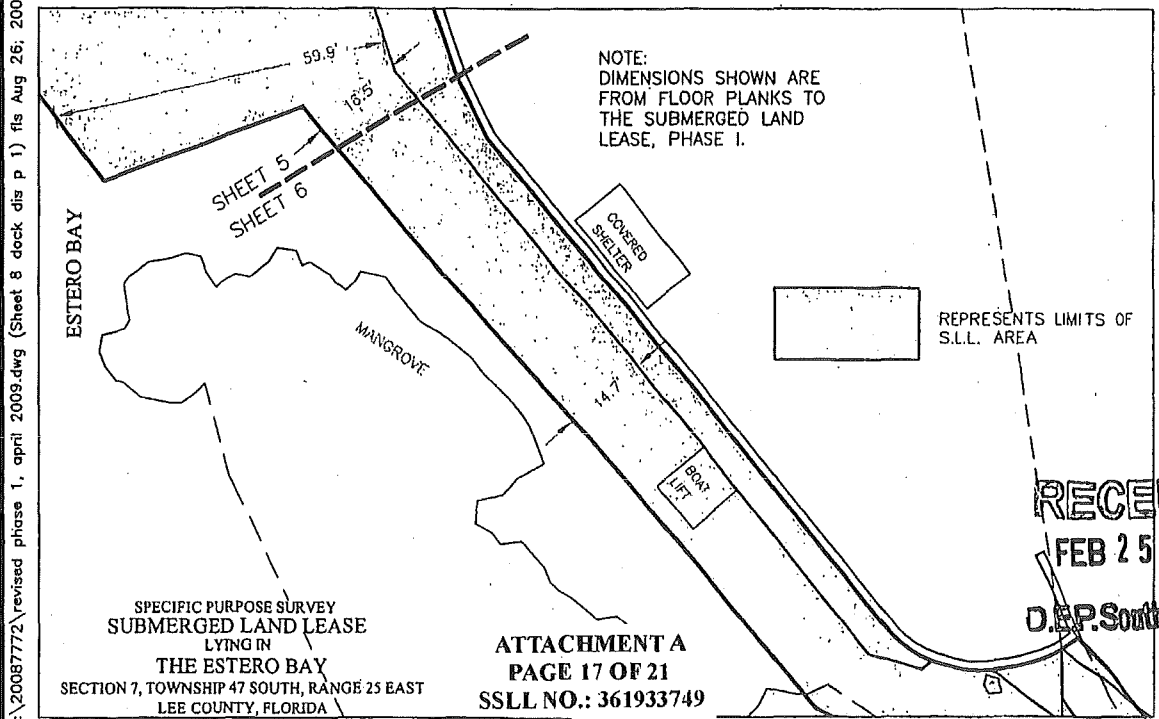 :\20087772\revised phase 1, april 2009.dwg (Sheet 8 dock dis p 1) fls Aug 26; 200
59.9'
16.5'
NOTE:
DIMENSIONS SHOWN ARE
FROM FLOOR PLANKS TO
THE SUBMERGED LAND
LEASE, PHASE I.
SHEET 5
SHEET 6
COVERED
SHELTER
ESTERO BAY
MANGROVE
REPRESENTS LIMITS OF
S.L.L. AREA
14.7'
BOAT
LIFT
RECE
FEB 25
D.E.P. South
SPECIFIC PURPOSE SURVEY
SUBMERGED LAND LEASE
LYING IN
THE ESTERO BAY
SECTION 7, TOWNSHIP 47 SOUTH, RANGE 25 EAST
LEE COUNTY, FLORIDA
ATTACHMENT A
PAGE 17 OF 21
SSLL NO.: 361933749